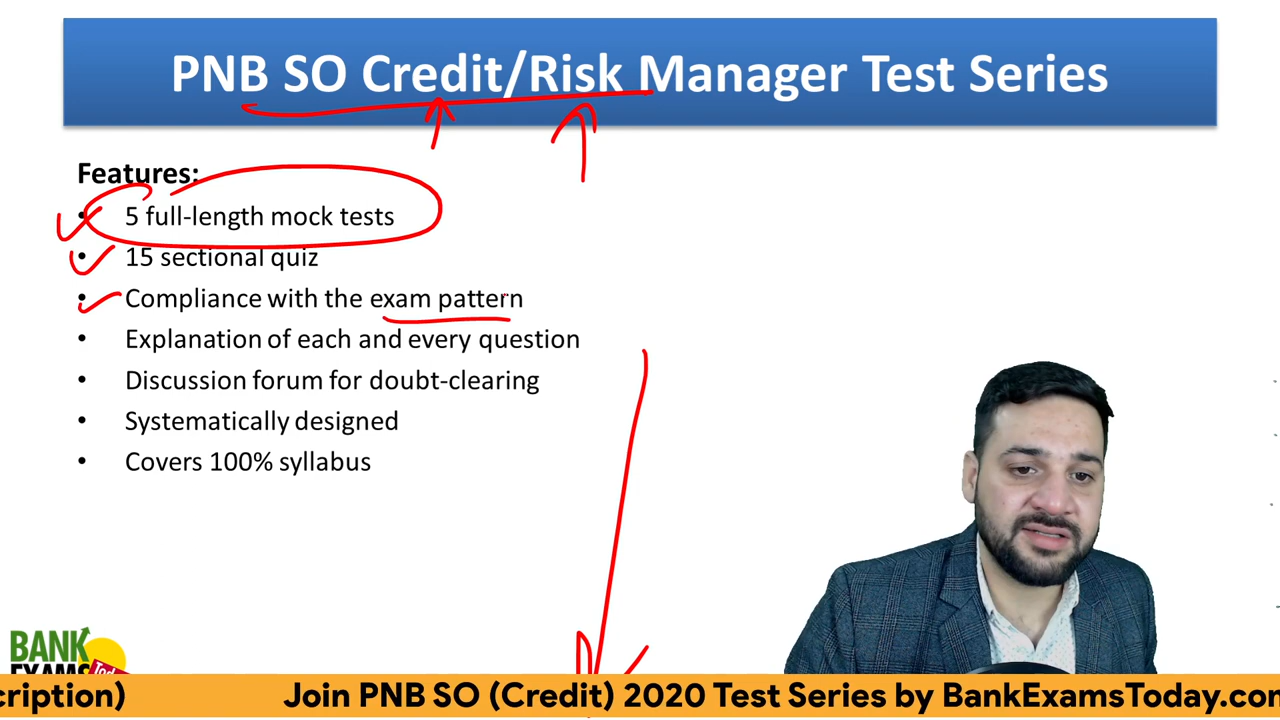 PNB SO Credit/Risk Manager Test Series
Features:
• 5 full-length mock tests
• 15 sectional quiz
• Compliance with the exam pattern
• Explanation of each and every question
• Discussion forum for doubt-clearing
• Systematically designed
• Covers 100% syllabus
BANK
EXAMS Today
cription) Join PNB SO (Credit) 2020 Test Series by BankExamsToday.com